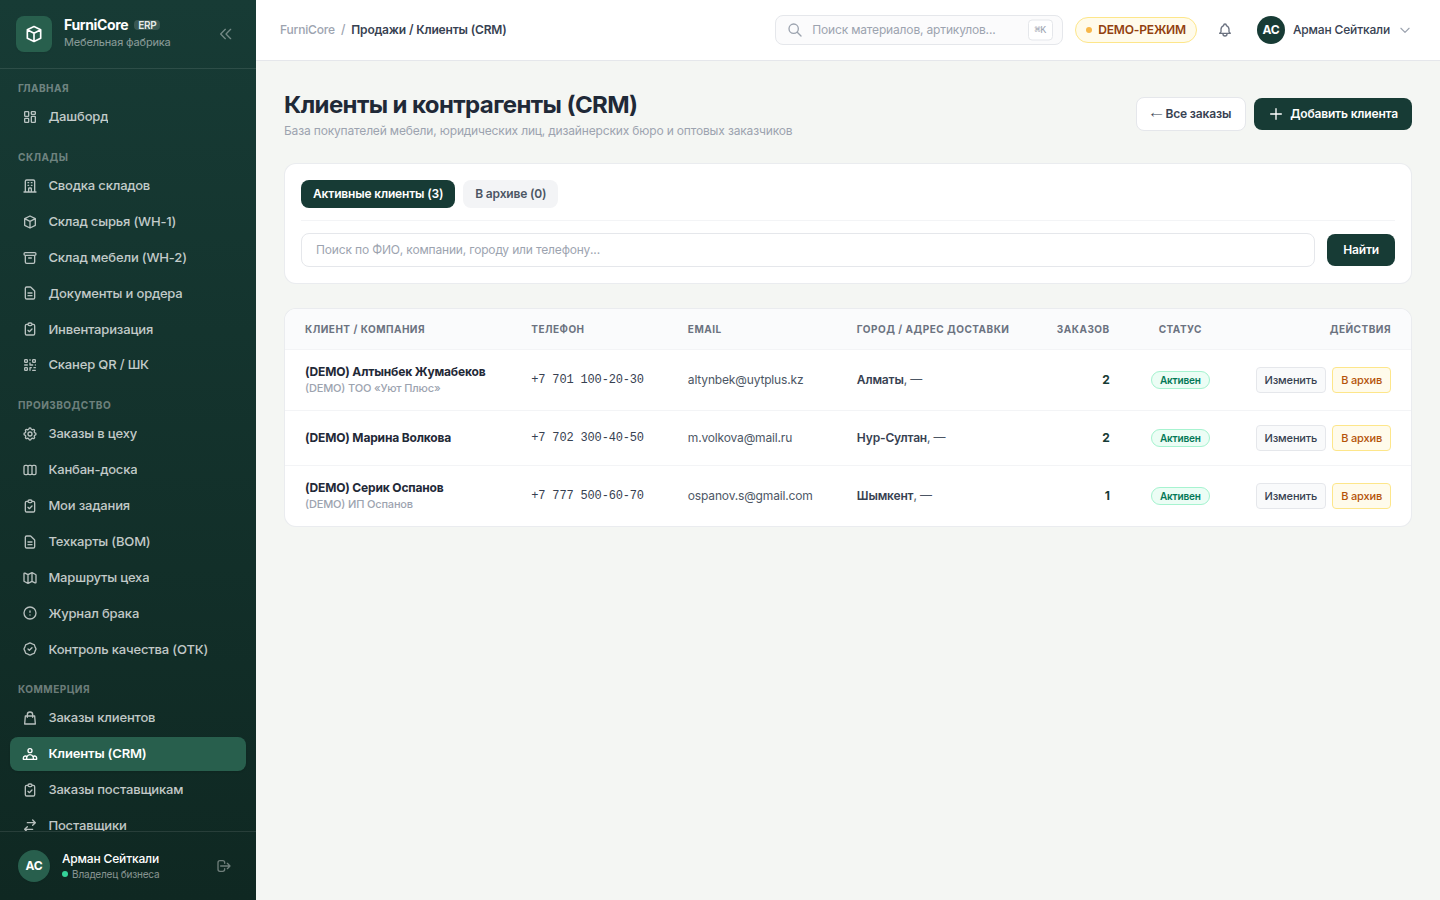 FurniCore ERP
Мебельная фабрика
ГЛАВНАЯ
Дашборд
СКЛАДЫ
Сводка складов
Склад сырья (WH-1)
Склад мебели (WH-2)
Документы и ордера
Инвентаризация
Сканер QR / ШК
ПРОИЗВОДСТВО
Заказы в цеху
Канбан-доска
Мои задания
Техкарты (BOM)
Маршруты цеха
Журнал брака
Контроль качества (ОТК)
КОММЕРЦИЯ
Заказы клиентов
Клиенты (CRM)
Заказы поставщикам
Поставщики
АС Арман Сейткали
Владелец бизнеса
FurniCore / Продажи / Клиенты (CRM)
Поиск материалов, артикулов... ⌘K
DEMO-РЕЖИМ
АС Арман Сейткали
Клиенты и контрагенты (CRM)
База покупателей мебели, юридических лиц, дизайнерских бюро и оптовых заказчиков
← Все заказы
Добавить клиента
Активные клиенты (3) В архиве (0)
Поиск по ФИО, компании, городу или телефону... Найти
КЛИЕНТ / КОМПАНИЯ ТЕЛЕФОН EMAIL ГОРОД / АДРЕС ДОСТАВКИ ЗАКАЗОВ СТАТУС ДЕЙСТВИЯ
(DEMO) Алтынбек Жумабеков +7 701 100-20-30 altynbek@uytplus.kz Алматы, — 2 Активен Изменить В архив
(DEMO) ТОО «Уют Плюс»
(DEMO) Марина Волкова +7 702 300-40-50 m.volkova@mail.ru Нур-Султан, — 2 Активен Изменить В архив
(DEMO) Серик Оспанов +7 777 500-60-70 ospanov.s@gmail.com Шымкент, — 1 Активен Изменить В архив
(DEMO) ИП Оспанов